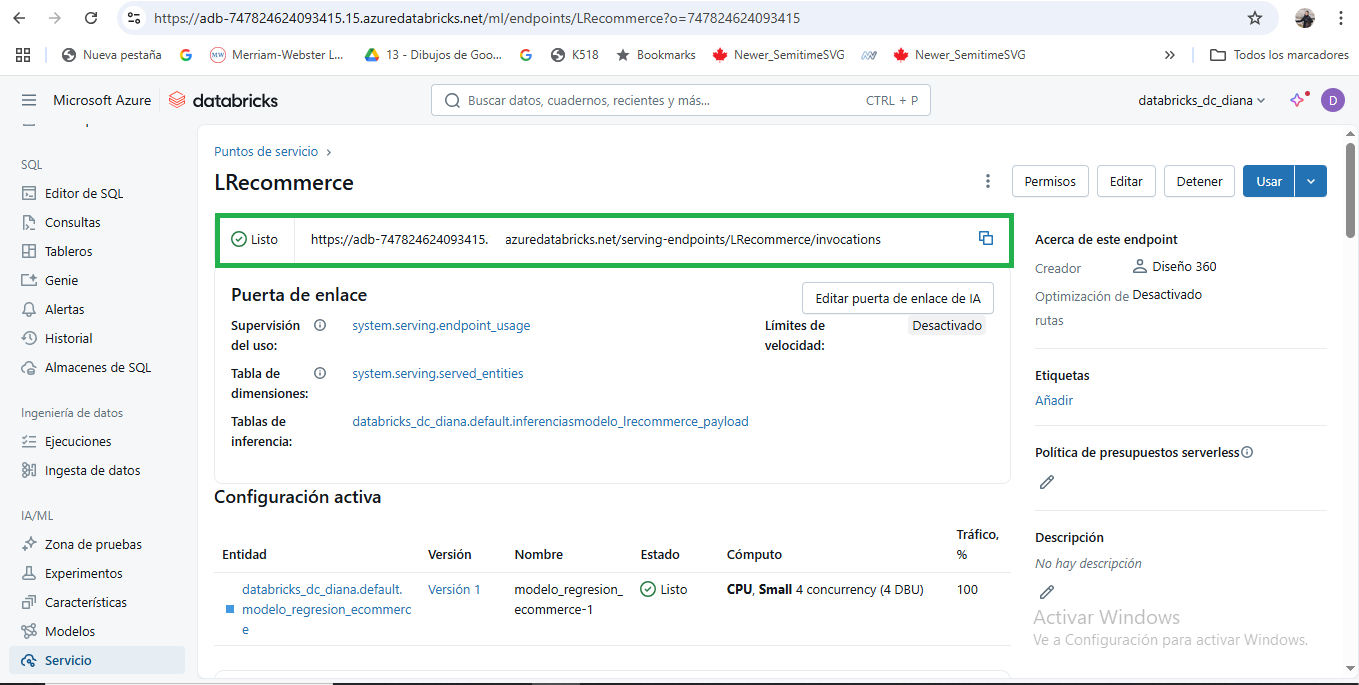 https://adb-747824624093415.15.azuredatabricks.net/ml/endpoints/LRecommerce?o=747824624093415
Nueva pestaña
Merriam-Webster L...
13 - Dibujos de Goo...
K518
Bookmarks
Newer_SemitimeSVG
Newer_SemitimeSVG
Todos los marcadores
Microsoft Azure
databricks
Buscar datos, cuadernos, recientes y más...
CTRL + P
databricks_dc_diana
D
SQL
Editor de SQL
Consultas
Tableros
Genie
Alertas
Historial
Almacenes de SQL
Ingeniería de datos
Ejecuciones
Ingesta de datos
IA/ML
Zona de pruebas
Experimentos
Características
Modelos
Servicio
Puntos de servicio
LRecommerce
Permisos
Editar
Detener
Usar
Listo
https://adb-747824624093415. azuredatabricks.net/serving-endpoints/LRecommerce/invocations
Puerta de enlace
Editar puerta de enlace de IA
Supervisión
del uso:
system.serving.endpoint_usage
Límites de
velocidad:
Desactivado
Tabla de
dimensiones:
system.serving.served_entities
Tablas de
inferencia:
databricks_dc_diana.default.inferenciasmodelo_lrecommerce_payload
Configuración activa
Entidad
Versión
Nombre
Estado
Cómputo
Tráfico,
%
databricks_dc_diana.default.
modelo_regresion_ecommerc
e
Versión 1
modelo_regresion_
ecommerce-1
Listo
CPU, Small 4 concurrency (4 DBU)
100
Acerca de este endpoint
Creador
Diseño 360
Optimización de
rutas
Desactivado
Etiquetas
Añadir
Política de presupuestos serverless
Descripción
No hay descripción
Activar Windows
Ve a Configuración para activar Windows.